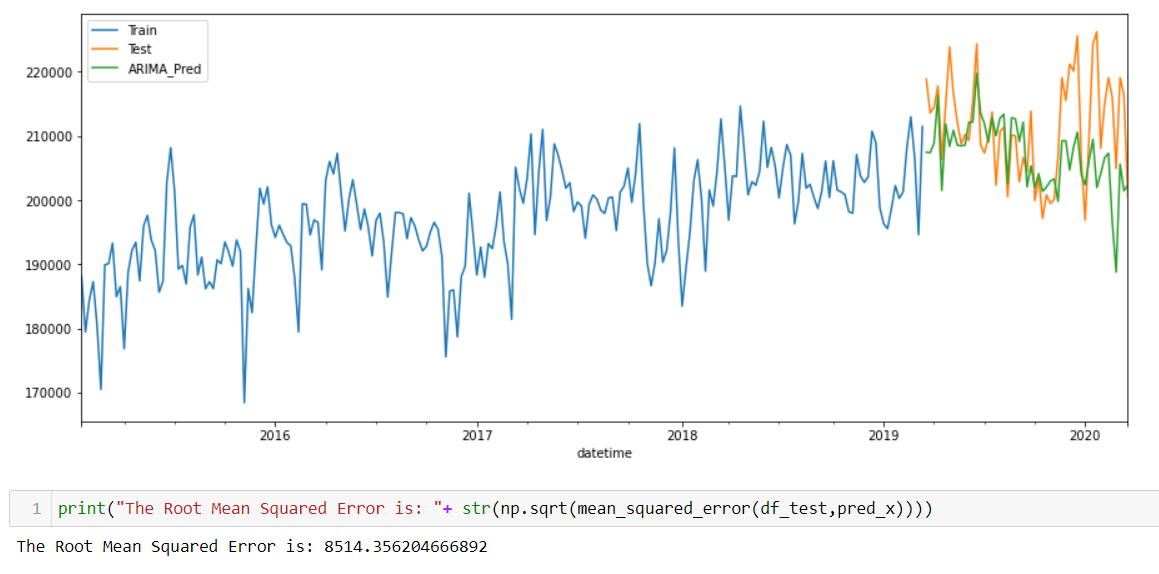 Train
Test
ARIMA_Pred
220000
210000
200000
190000
180000
170000
2016 2017 2018 2019 2020
datetime
1 print("The Root Mean Squared Error is: "+ str(np.sqrt(mean_squared_error(df_test,pred_x))))
The Root Mean Squared Error is: 8514.356204666892